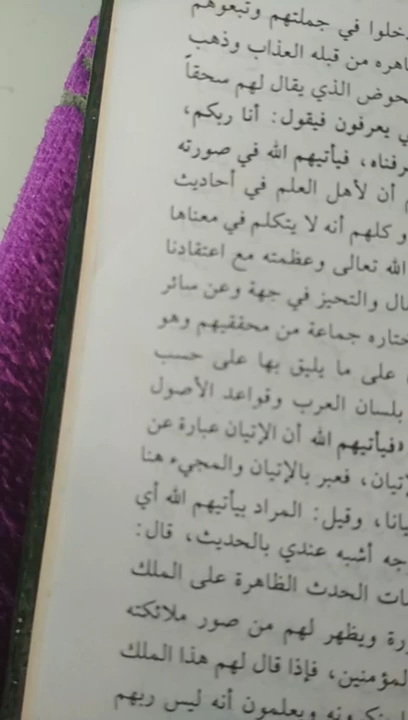 دخلوا في جملتهم وتبعوهم
ظاهره من قبله العذاب وذهب
الحوض الذي يقال لهم سحقاً
يعرفون فيقول: أنا ربكم،
فيأتيهم الله في صورته
أن لأهل العلم في أحاديث
كلهم أنه لا يتكلم في معناها
الله تعالى وعظمته مع اعتقادنا
والتحيز في جهة وعن سائر
جماعة من محققيهم وهو
على ما يليق بها على حسب
بلسان العرب وقواعد الأصول
«فيأتيهم الله أن الإتيان عبارة عن
فعبر بالإتيان والمجيء هنا
وقيل: المراد بيأتيهم الله أي
أشبه عندي بالحديث، قال:
الحدث الظاهرة على الملك
ويظهر لهم من صور ملائكته
المؤمنين، فإذا قال لهم هذا الملك
ويعلمون أنه ليس ربهم